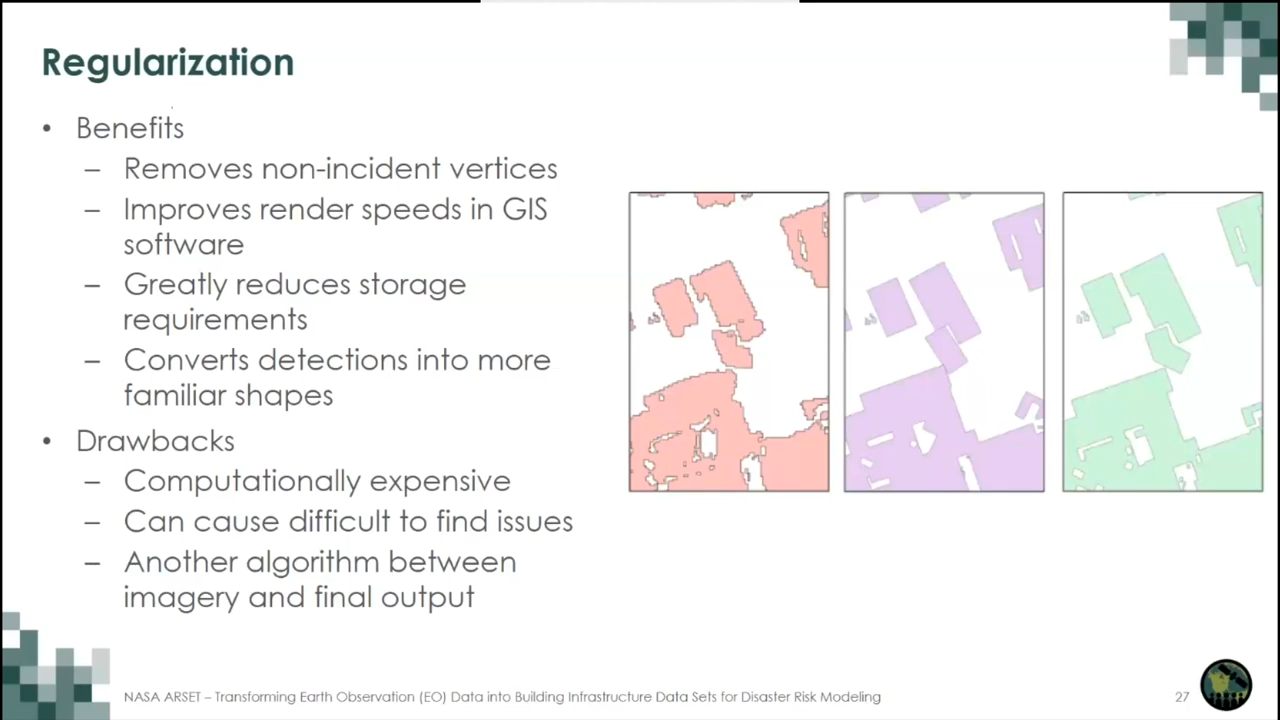 Regularization
• Benefits
– Removes non-incident vertices
– Improves render speeds in GIS
software
– Greatly reduces storage
requirements
– Converts detections into more
familiar shapes
• Drawbacks
– Computationally expensive
– Can cause difficult to find issues
– Another algorithm between
imagery and final output
NASA ARSET – Transforming Earth Observation (EO) Data into Building Infrastructure Data Sets for Disaster Risk Modeling
27